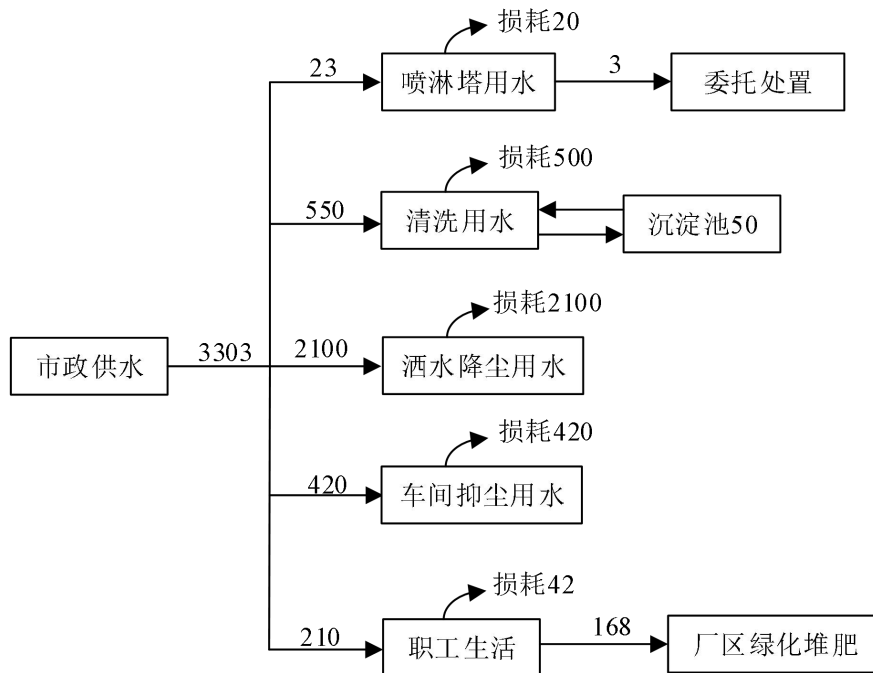 损耗20
23
喷淋塔用水
3
委托处置
损耗500
550
清洗用水
沉淀池50
损耗2100
市政供水
3303
2100
洒水降尘用水
损耗420
420
车间抑尘用水
损耗42
210
职工生活
168
厂区绿化堆肥